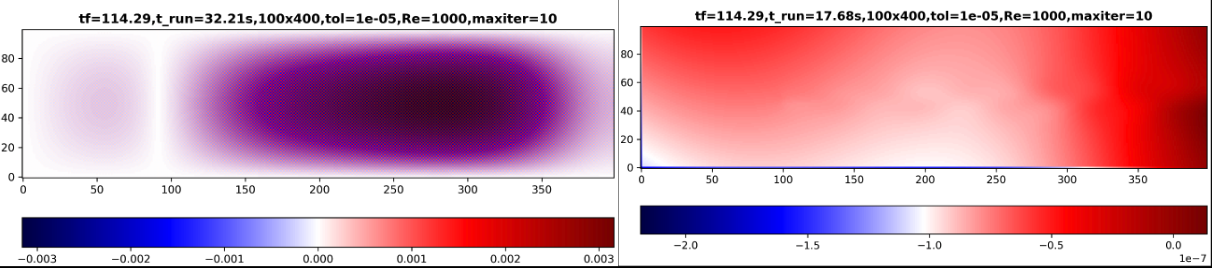 tf=114.29,t_run=32.21s,100x400,tol=1e-05,Re=1000,maxiter=10
80
60
40
20
0
0 50 100 150 200 250 300 350
−0.003 −0.002 −0.001 0.000 0.001 0.002 0.003
tf=114.29,t_run=17.68s,100x400,tol=1e-05,Re=1000,maxiter=10
80
60
40
20
0
0 50 100 150 200 250 300 350
−2.0 −1.5 −1.0 −0.5 0.0
1e−7